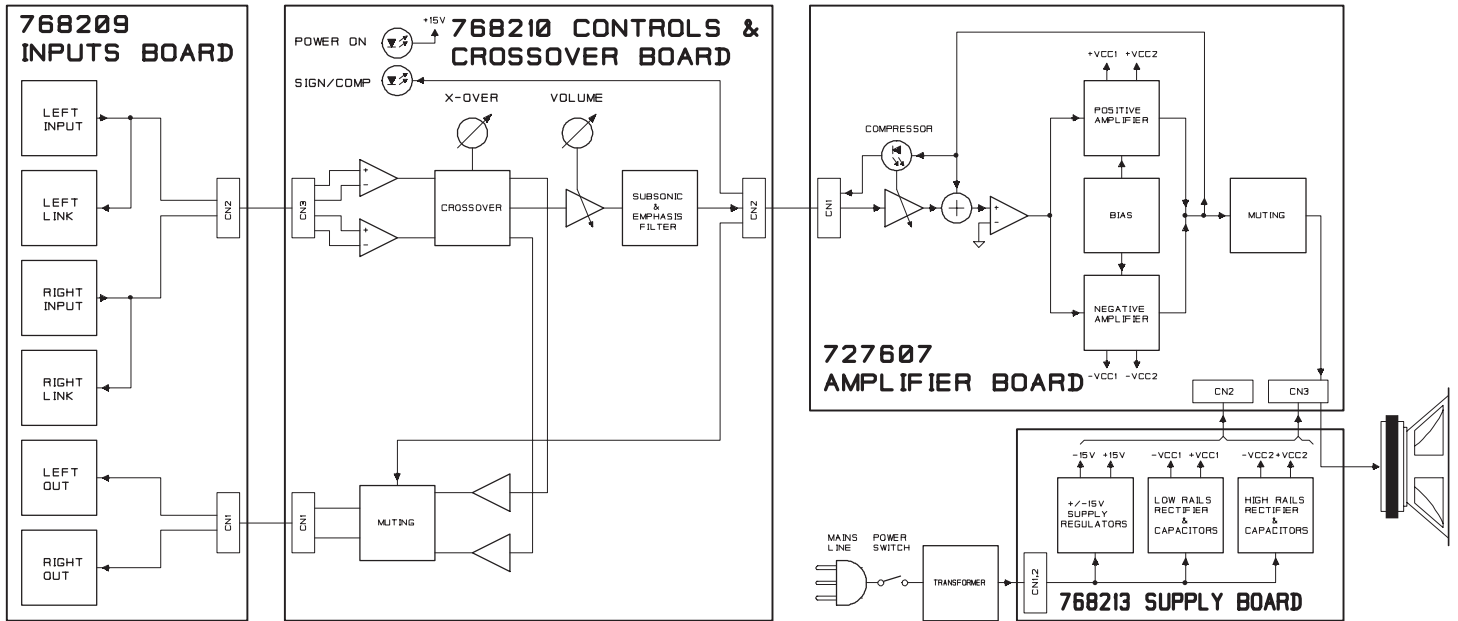 768209
INPUTS BOARD
LEFT
INPUT
LEFT
LINK
RIGHT
INPUT
RIGHT
LINK
LEFT
OUT
RIGHT
OUT
CN2
CN1
768210 CONTROLS &
CROSSOVER BOARD
POWER ON
+15V
SIGN/COMP
X-OVER
VOLUME
CN3
+
-
+
-
CROSSOVER
SUBSONIC
&
EMPHASIS
FILTER
CN2
CN1
MUTING
727607
AMPLIFIER BOARD
COMPRESSOR
CN1
+
-
+VCC1 +VCC2
POSITIVE
AMPLIFIER
BIAS
NEGATIVE
AMPLIFIER
-VCC1 -VCC2
MUTING
CN2
CN3
-15V +15V
-VCC1 +VCC1
-VCC2 +VCC2
+/-15V
SUPPLY
REGULATORS
LOW RAILS
RECTIFIER
&
CAPACITORS
HIGH RAILS
RECTIFIER
&
CAPACITORS
MAINS
LINE
POWER
SWITCH
TRANSFORMER
CN1,2
768213 SUPPLY BOARD